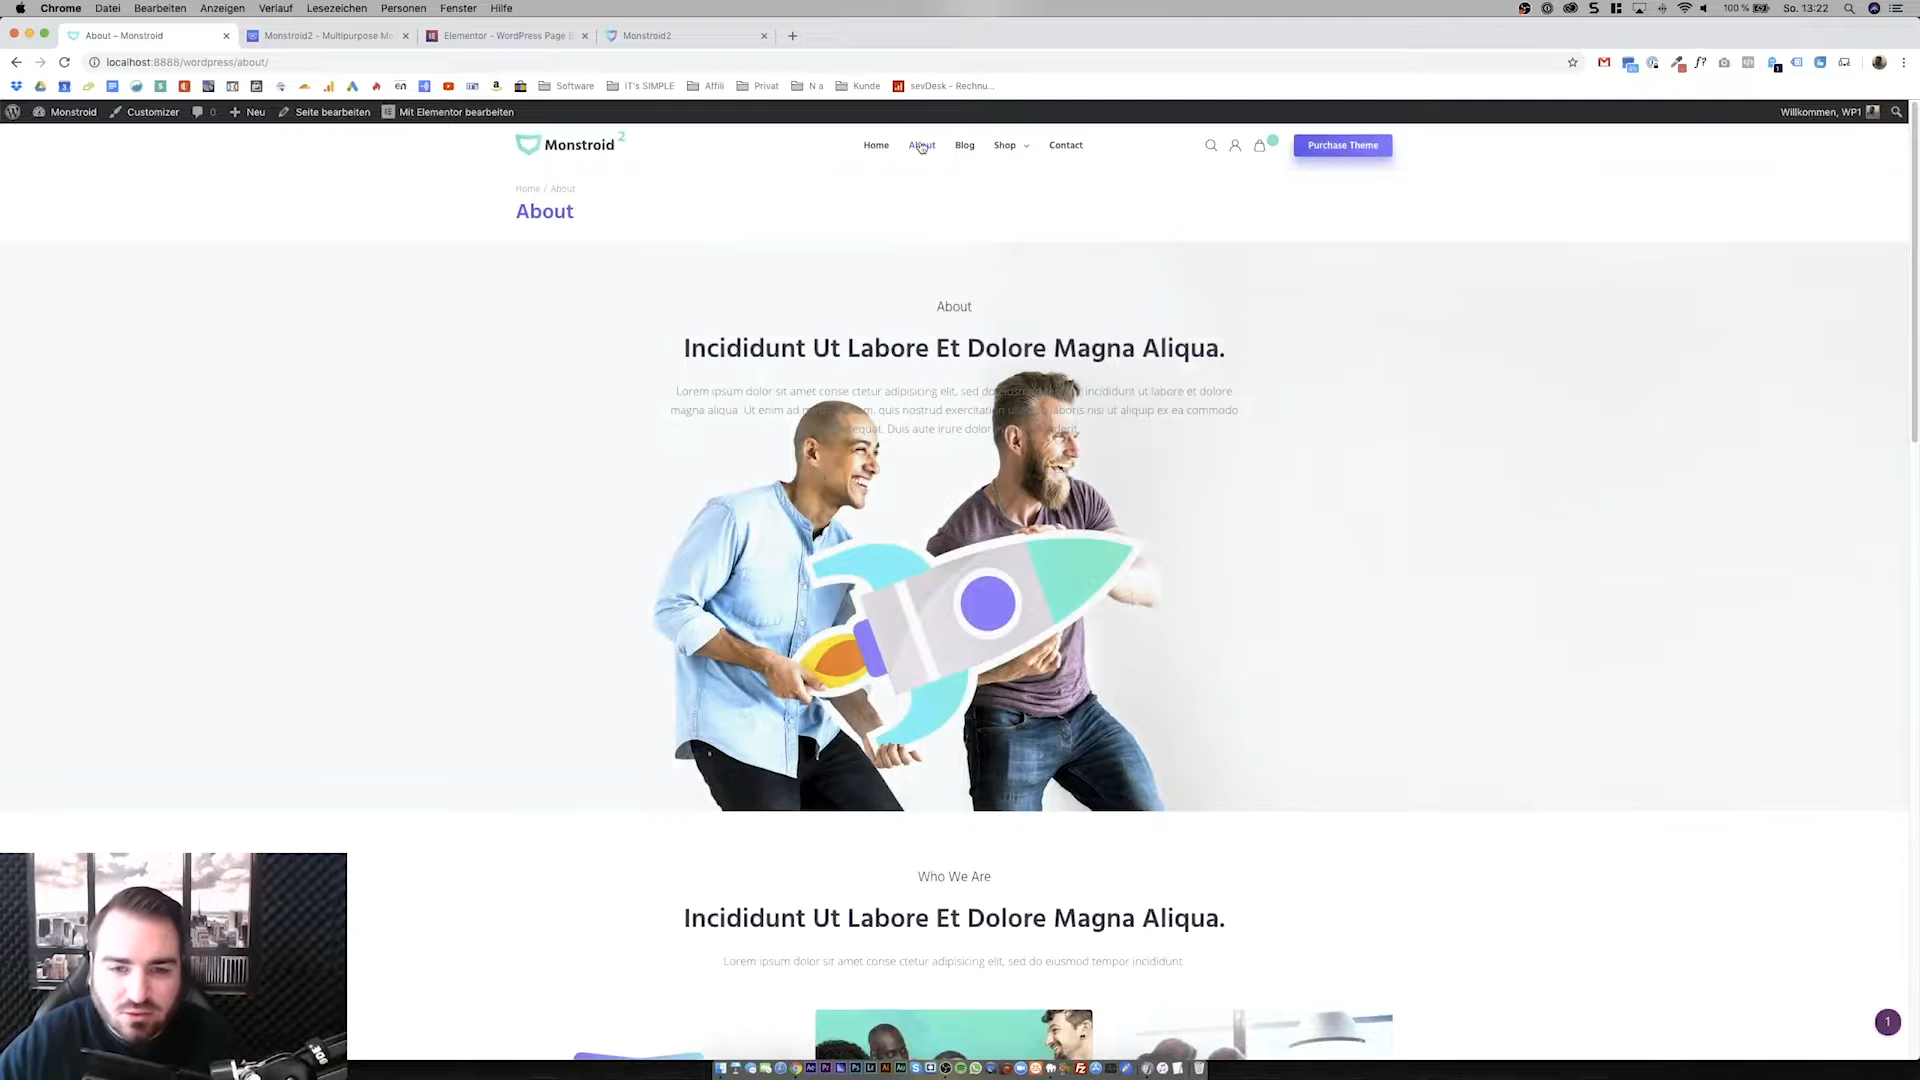 Chrome Datei Bearbeiten Anzeigen Verlauf Lesezeichen Personen Fenster Hilfe 100 % So. 13:22
About – Monstroid Monstroid2 - Multipurpose Mo Elementor - WordPress Page B Monstroid2
localhost:8888/wordpress/about/
Software IT's SIMPLE Affili Privat N a Kunde sevDesk - Rechnu...
Monstroid Customizer 0 Neu Seite bearbeiten Mit Elementor bearbeiten Willkommen, WP1
Monstroid 2 Home About Blog Shop Contact Purchase Theme
Home / About
About
About
Incididunt Ut Labore Et Dolore Magna Aliqua.
Lorem ipsum dolor sit amet conse ctetur adipisicing elit, sed do incididunt ut labore et dolore
magna aliqua. Ut enim ad quis nostrud exercitation laboris nisi ut aliquip ex ea commodo
Duis aute irure dolor
Who We Are
Incididunt Ut Labore Et Dolore Magna Aliqua.
Lorem ipsum dolor sit amet conse ctetur adipisicing elit, sed do eiusmod tempor incididunt
1